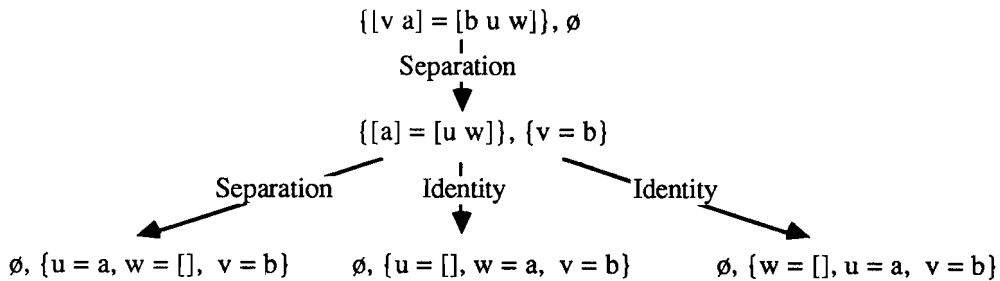 {[v a] = [b u w]}, ø
Separation
{[a] = [u w]}, {v = b}
Separation Identity Identity
ø, {u = a, w = [], v = b} ø, {u = [], w = a, v = b} ø, {w = [], u = a, v = b}